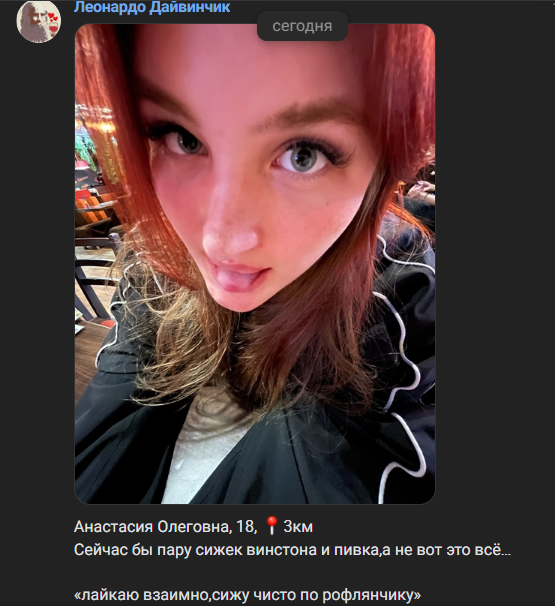 Леонардо Дайвинчик
сегодня
Анастасия Олеговна, 18, 📍 3км
Сейчас бы пару сижек винстона и пивка,а не вот это всё...
«лайкаю взаимно,сижу чисто по рофлянчику»